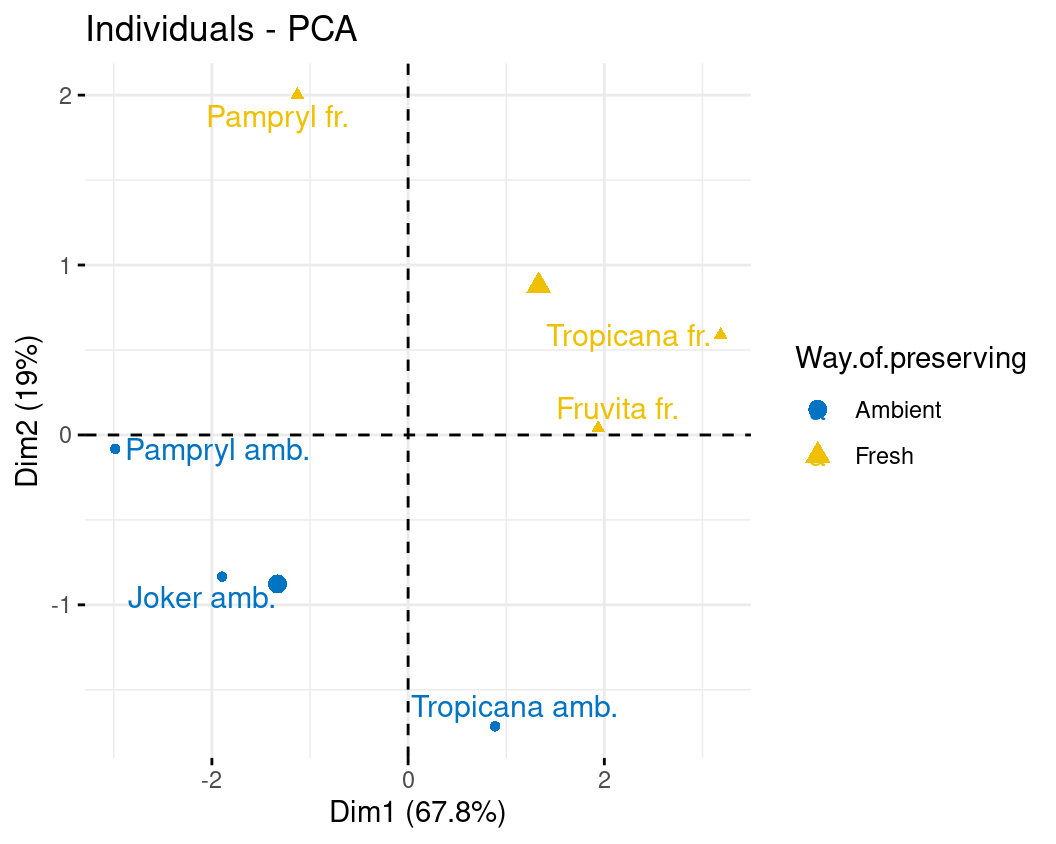 Individuals - PCA
2
Pampryl fr.
1
Tropicana fr.
Fruvita fr.
0
Pampryl amb.
Joker amb.
-1
Tropicana amb.
-2
0
2
Dim1 (67.8%)
Dim2 (19%)
Way.of.preserving
Ambient
Fresh